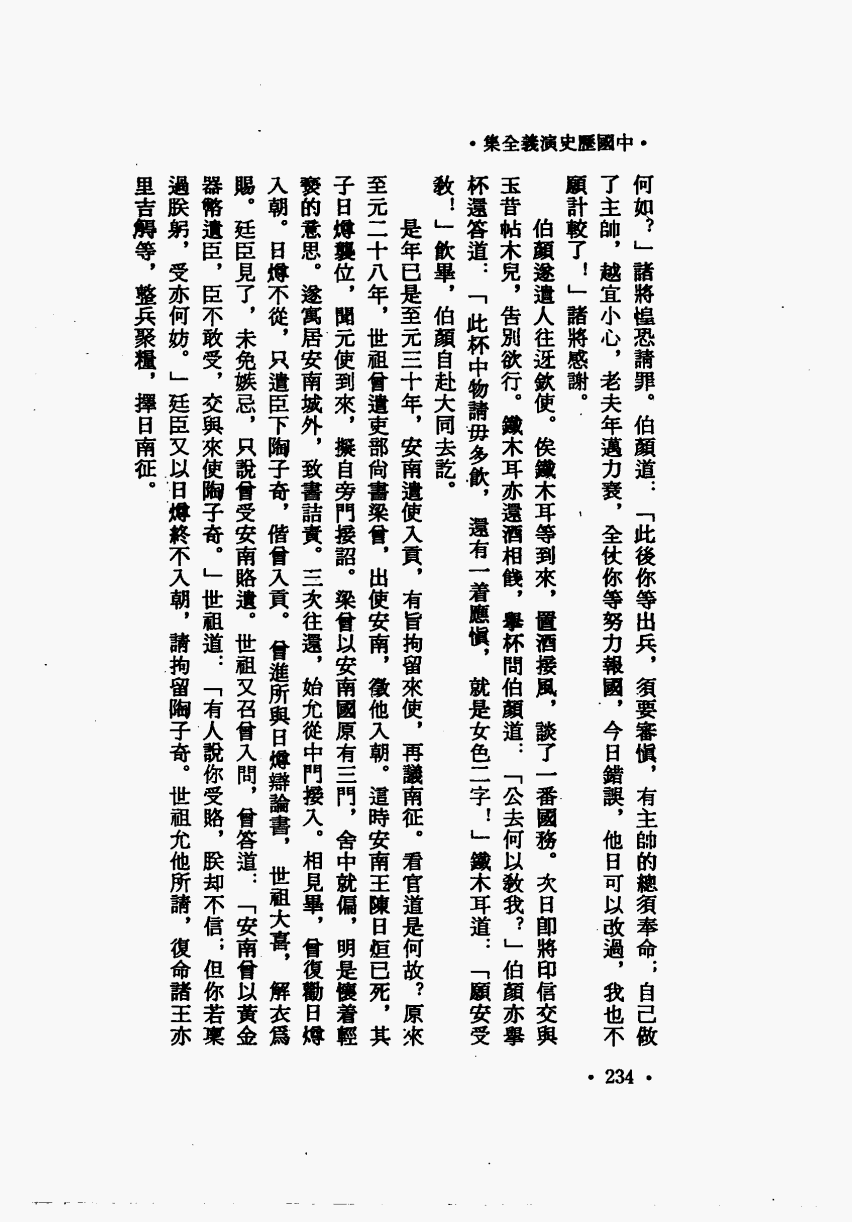 •中國歷史演義全集•
何如？」諸將惶恐請罪。伯顏道：「此後你等出兵，須要審愼，有主帥的總須奉命；自己做
了主帥，越宜小心，老夫年邁力衰，全仗你等努力報國，今日錯誤，他日可以改過，我也不
願計較了！」諸將感謝。
伯顏遂遣人往迓欽使。俟鐵木耳等到來，置酒接風，談了一番國務。次日卽將印信交與
玉昔帖木兒，告別欲行。鐵木耳亦還酒相餞，舉杯問伯顏道：「公去何以敎我？」伯顏亦舉
杯還答道：「此杯中物請毋多飮，還有一着應愼，就是女色二字！」鐵木耳道：「願安受
敎！」飮畢，伯顏自赴大同去訖。
是年已是至元三十年，安南遣使入貢，有旨拘留來使，再議南征。看官道是何故？原來
至元二十八年，世祖曾遣吏部尙書梁曾，出使安南，徵他入朝。這時安南王陳日烜已死，其
子日燇襲位，聞元使到來，擬自旁門接詔。梁曾以安南國原有三門，舍中就偏，明是懷着輕
褻的意思。遂寓居安南城外，致書詰責。三次往還，始允從中門接入。相見畢，曾復勸日燇
入朝。日燇不從，只遣臣下陶子奇，偕曾入貢。曾進所與日燇辯論書，世祖大喜，解衣爲
賜。廷臣見了，未免嫉忌，只說曾受安南賂遺。世祖又召曾入問，曾答道：「安南曾以黃金
器幣遺臣，臣不敢受，交與來使陶子奇。」世祖道：「有人說你受賂，朕却不信；但你若稟
過朕躬，受亦何妨。」廷臣又以日燇終不入朝，請拘留陶子奇。世祖允他所請，復命諸王亦
里吉䚟等，整兵聚糧，擇日南征。
•234•